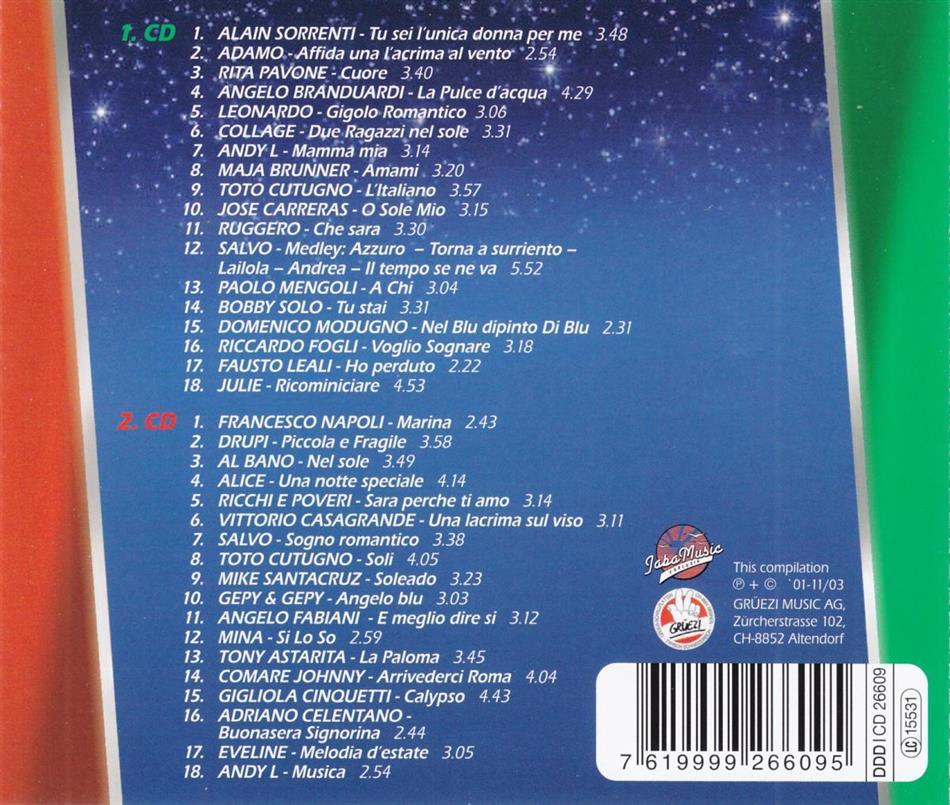 1. CD
1. ALAIN SORRENTI - Tu sei l'unica donna per me 3.48
2. ADAMO - Affida una l'acrima al vento 2.54
3. RITA PAVONE - Cuore 3.40
4. ANGELO BRANDUARDI - La Pulce d'acqua 4.29
5. LEONARDO - Gigolo Romantico 3.06
6. COLLAGE - Due Ragazzi nel sole 3.31
7. ANDY L - Mamma mia 3.14
8. MAJA BRUNNER - Amami 3.20
9. TOTO CUTUGNO - L'Italiano 3.57
10. JOSE CARRERAS - O Sole Mio 3.15
11. RUGGERO - Che sara 3.30
12. SALVO - Medley: Azzuro – Torna a surriento –
Lailola – Andrea – Il tempo se ne va 5.52
13. PAOLO MENGOLI - A Chi 3.04
14. BOBBY SOLO - Tu stai 3.31
15. DOMENICO MODUGNO - Nel Blu dipinto Di Blu 2.31
16. RICCARDO FOGLI - Voglio Sognare 3.18
17. FAUSTO LEALI - Ho perduto 2.22
18. JULIE - Ricominiciare 4.53
2. CD
1. FRANCESCO NAPOLI - Marina 2.43
2. DRUPI - Piccola e Fragile 3.58
3. AL BANO - Nel sole 3.49
4. ALICE - Una notte speciale 4.14
5. RICCHI E POVERI - Sara perche ti amo 3.14
6. VITTORIO CASAGRANDE - Una lacrima sul viso 3.11
7. SALVO - Sogno romantico 3.38
8. TOTO CUTUGNO - Soli 4.05
9. MIKE SANTACRUZ - Soleado 3.23
10. GEPY & GEPY - Angelo blu 3.03
11. ANGELO FABIANI - E meglio dire si 3.12
12. MINA - Si Lo So 2.59
13. TONY ASTARITA - La Paloma 3.45
14. COMARE JOHNNY - Arrivederci Roma 4.04
15. GIGLIOLA CINQUETTI - Calypso 4.43
16. ADRIANO CELENTANO -
Buonasera Signorina 2.44
17. EVELINE - Melodia d'estate 3.05
18. ANDY L - Musica 2.54
Jaba Music
GRÜEZI
This compilation
℗ + © `01-11/03
GRÜEZI MUSIC AG,
Zürcherstrasse 102,
CH-8852 Altendorf
7 619999 266095
DDD | CD 26609
LC 15531